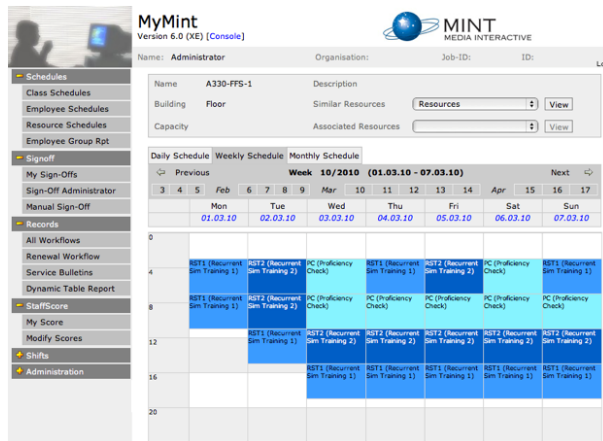 MyMint
Version 6.0 (XE) [Console]
MINT
MEDIA INTERACTIVE
Name: Administrator Organisation: Job-ID: ID:
Schedules
Class Schedules
Employee Schedules
Resource Schedules
Employee Group Rpt
Signoff
My Sign-Offs
Sign-Off Administrator
Manual Sign-Off
Records
All Workflows
Renewal Workflow
Service Bulletins
Dynamic Table Report
StaffScore
My Score
Modify Scores
Shifts
Administration
Name A330-FFS-1 Description
Building Floor Similar Resources Resources View
Capacity Associated Resources View
Daily Schedule Weekly Schedule Monthly Schedule
Previous Week 10/2010 (01.03.10 - 07.03.10) Next
3 4 5 Feb 6 7 8 9 Mar 10 11 12 13 14 Apr 15 16 17
Mon Tue Wed Thu Fri Sat Sun
01.03.10 02.03.10 03.03.10 04.03.10 05.03.10 06.03.10 07.03.10
0
RST1 (Recurrent RST2 (Recurrent PC (Proficiency RST1 (Recurrent RST2 (Recurrent PC (Proficiency RST1 (Recurrent
4 Sim Training 1) Sim Training 2) Check) Sim Training 1) Sim Training 2) Check) Sim Training 1)
RST1 (Recurrent RST2 (Recurrent PC (Proficiency PC (Proficiency PC (Proficiency PC (Proficiency PC (Proficiency
8 Sim Training 1) Sim Training 2) Check) Check) Check) Check) Check)
RST1 (Recurrent RST2 (Recurrent RST2 (Recurrent RST2 (Recurrent RST2 (Recurrent RST2 (Recurrent
12 Sim Training 1) Sim Training 2) Sim Training 2) Sim Training 2) Sim Training 2) Sim Training 2)
RST1 (Recurrent RST1 (Recurrent RST1 (Recurrent RST1 (Recurrent RST1 (Recurrent
16 Sim Training 1) Sim Training 1) Sim Training 1) Sim Training 1) Sim Training 1)
20